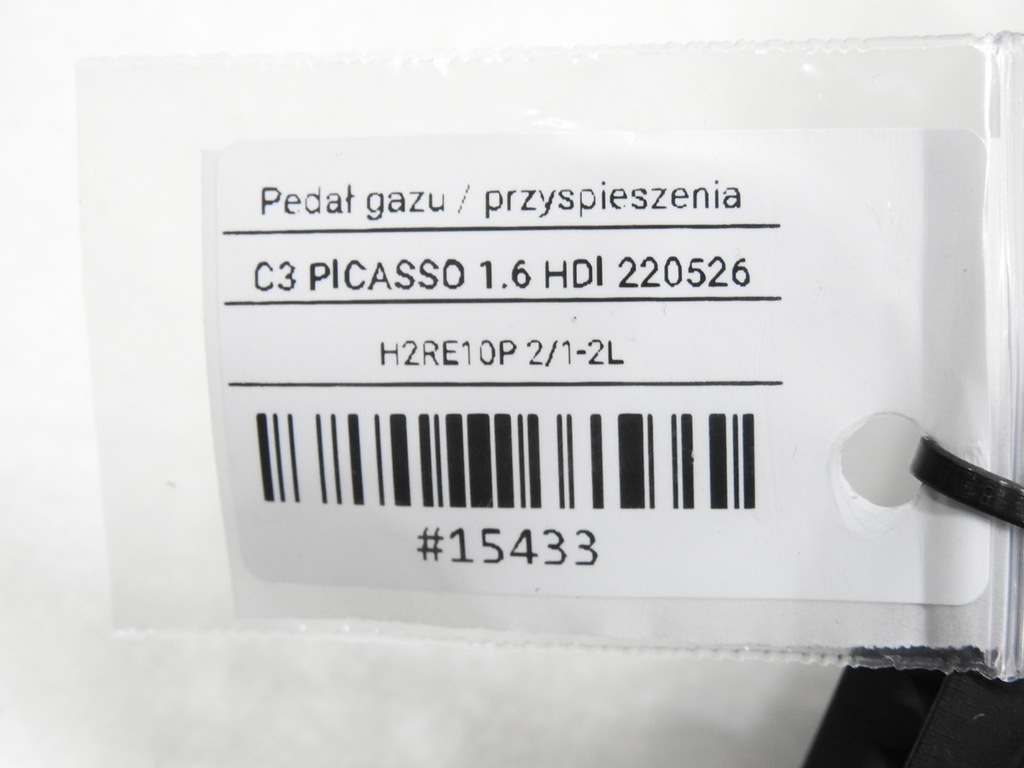 Pedał gazu / przyspieszenia
C3 PICASSO 1.6 HDI 220526
H2RE10P 2/1-2L
#15433